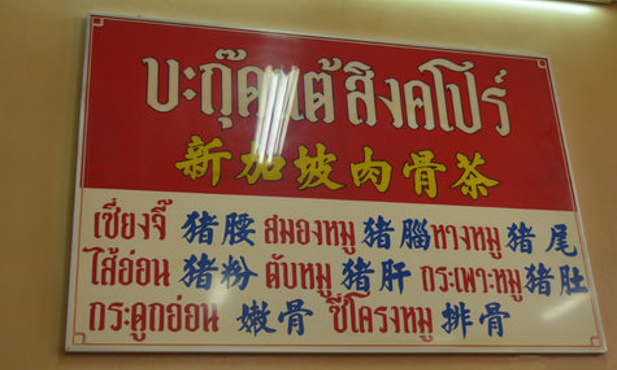 บะกุ๊ดเต๋ สิงคโปร์
新加坡肉骨茶
เซี่ยงจี๊ 猪腰 สมองหมู 猪腦 หางหมู 猪尾
ไส้อ่อน 猪粉 ตับหมู 猪肝 กระเพาะหมู 猪肚
กระดูกอ่อน 嫩骨 ซี่โครงหมู 排骨